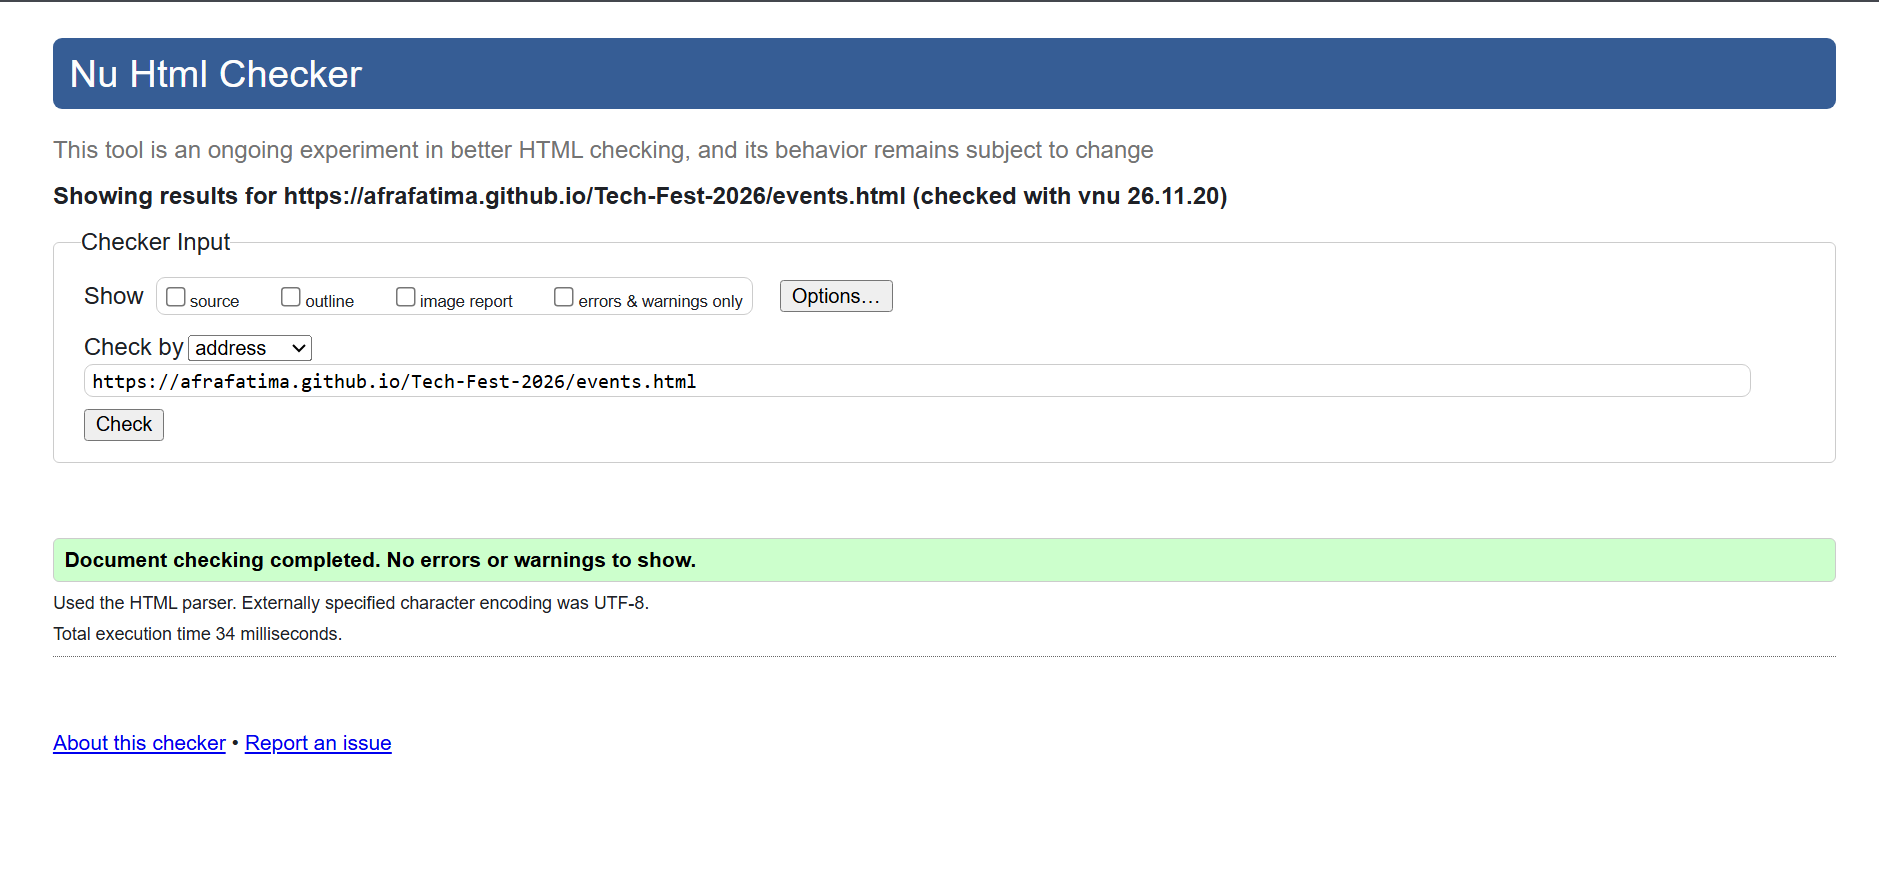 Nu Html Checker
This tool is an ongoing experiment in better HTML checking, and its behavior remains subject to change
Showing results for https://afrafatima.github.io/Tech-Fest-2026/events.html (checked with vnu 26.11.20)
Checker Input
Show source outline image report errors & warnings only Options…
Check by address
https://afrafatima.github.io/Tech-Fest-2026/events.html
Check
Document checking completed. No errors or warnings to show.
Used the HTML parser. Externally specified character encoding was UTF-8.
Total execution time 34 milliseconds.
About this checker • Report an issue